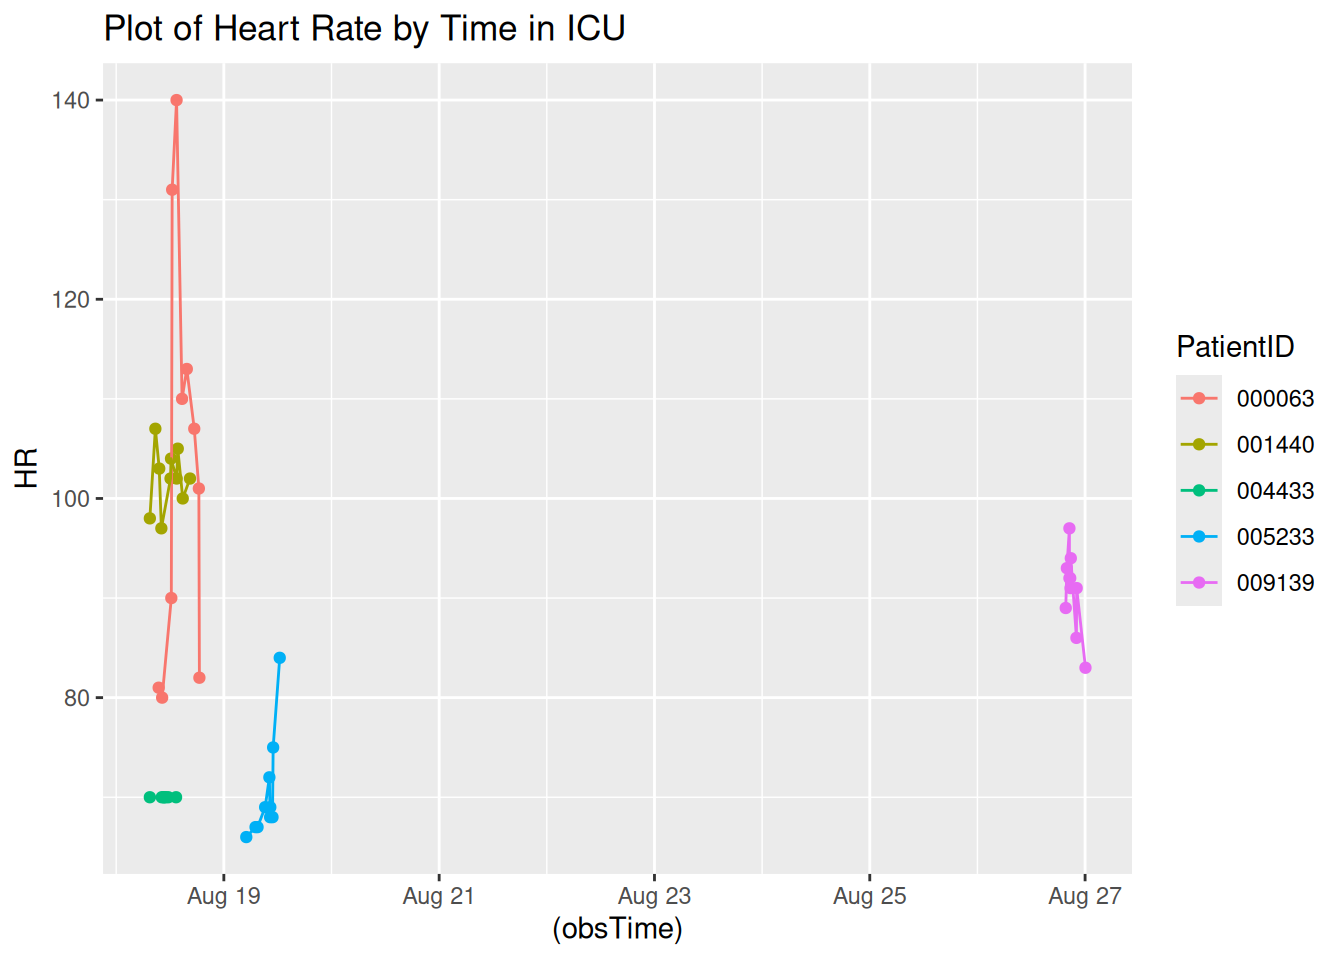 Plot of Heart Rate by Time in ICU
140
120
100
80
HR
Aug 19
Aug 21
Aug 23
Aug 25
Aug 27
(obsTime)
PatientID
000063
001440
004433
005233
009139